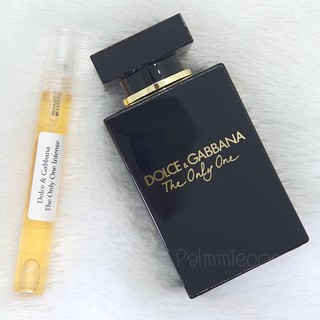 Dolce & Gabbana
The Only One Intense
DOLCE & GABBANA
The Only One